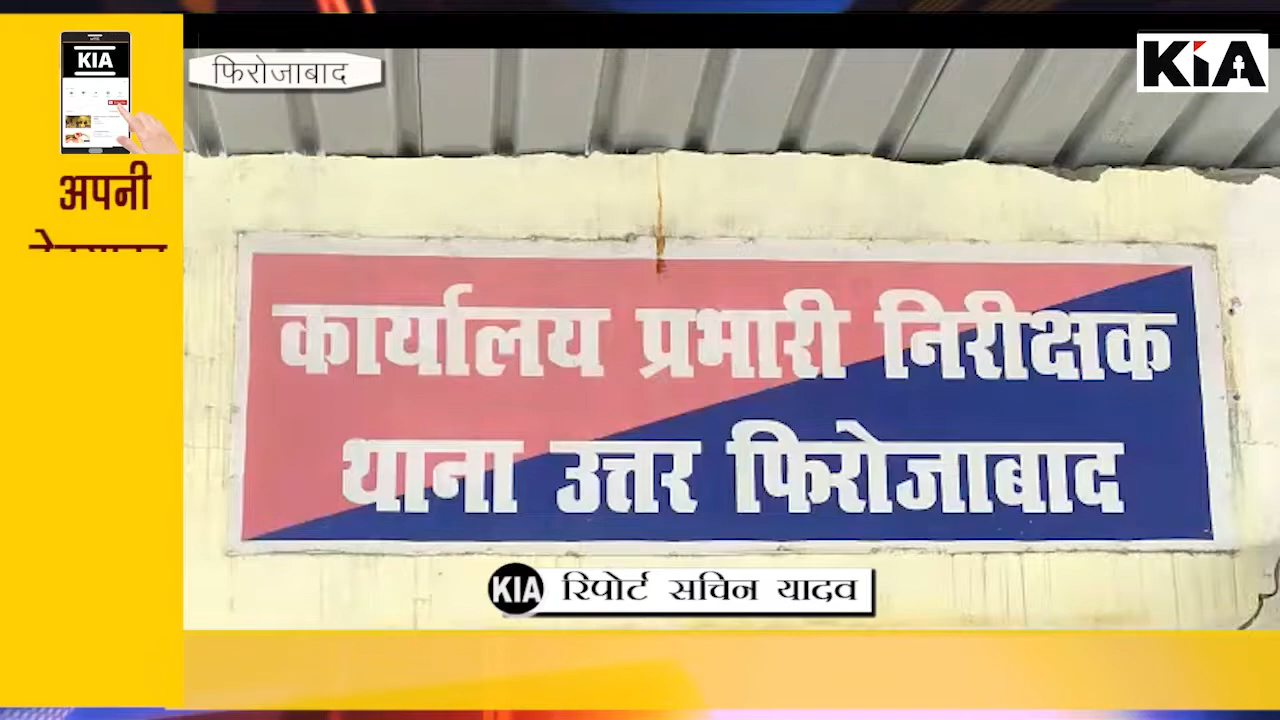 KIA
फिरोजाबाद
KiA
अपनी
कार्यालय प्रभारी निरीक्षक
थाना उत्तर फिरोजाबाद
KIA रिपोर्ट सचिन यादव